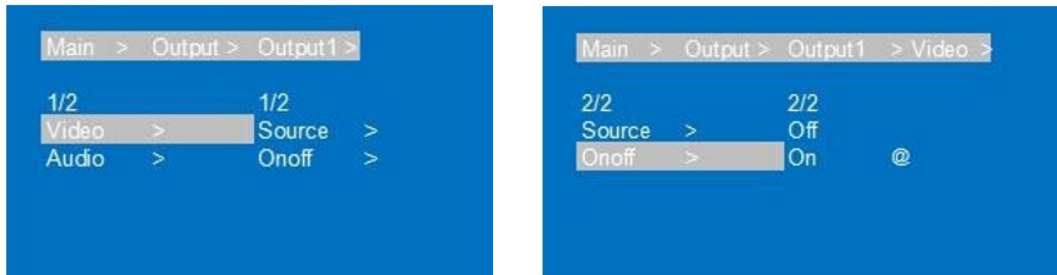 Main > Output > Output1 >
1/2 1/2
Video > Source >
Audio > Onoff >
Main > Output > Output1 > Video >
2/2 2/2
Source > Off
Onoff > On @